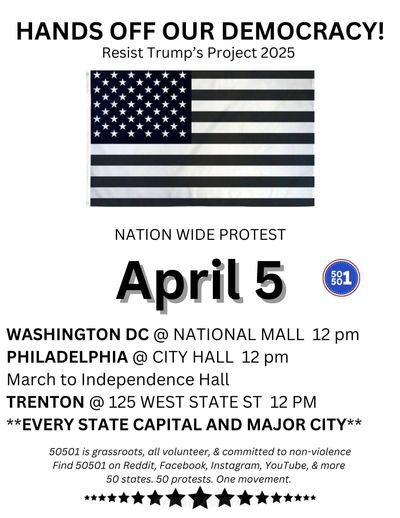 HANDS OFF OUR DEMOCRACY!
Resist Trump's Project 2025
NATION WIDE PROTEST
April 5
50
501
WASHINGTON DC @ NATIONAL MALL 12 pm
PHILADELPHIA @ CITY HALL 12 pm
March to Independence Hall
TRENTON @ 125 WEST STATE ST 12 PM
**EVERY STATE CAPITAL AND MAJOR CITY**
50501 is grassroots, all volunteer, & committed to non-violence
Find 50501 on Reddit, Facebook, Instagram, YouTube, & more
50 states. 50 protests. One movement.